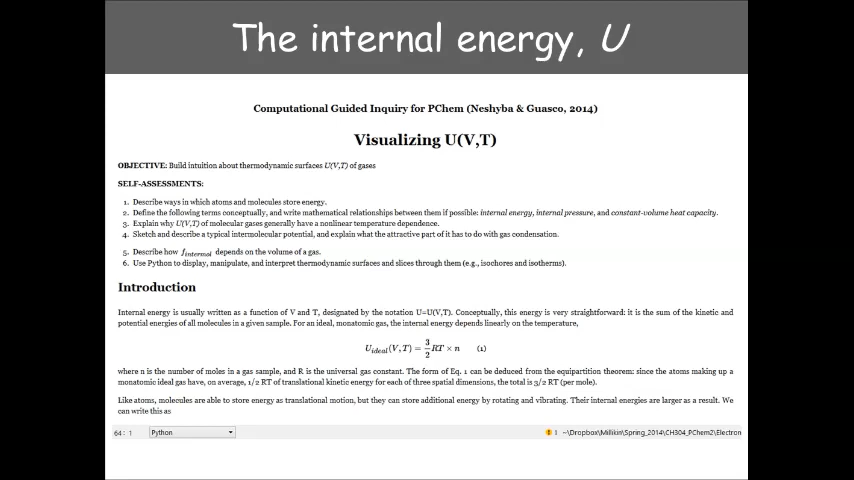 The internal energy, U
Computational Guided Inquiry for PChem (Neshyba & Guasco, 2014)
Visualizing U(V,T)
OBJECTIVE: Build intuition about thermodynamic surfaces U(V,T) of gases
SELF-ASSESSMENTS:
1. Describe ways in which atoms and molecules store energy.
2. Define the following terms conceptually, and write mathematical relationships between them if possible: internal energy, internal pressure, and constant-volume heat capacity.
3. Explain why U(V,T) of molecular gases generally have a nonlinear temperature dependence.
4. Sketch and describe a typical intermolecular potential, and explain what the attractive part of it has to do with gas condensation.
5. Describe how f_intermol depends on the volume of a gas.
6. Use Python to display, manipulate, and interpret thermodynamic surfaces and slices through them (e.g., isochores and isotherms).
Introduction
Internal energy is usually written as a function of V and T, designated by the notation U=U(V,T). Conceptually, this energy is very straightforward: it is the sum of the kinetic and
potential energies of all molecules in a given sample. For an ideal, monatomic gas, the internal energy depends linearly on the temperature,
U_ideal(V, T) = 3/2 RT × n (1)
where n is the number of moles in a gas sample, and R is the universal gas constant. The form of Eq. 1 can be deduced from the equipartition theorem: since the atoms making up a
monatomic ideal gas have, on average, 1/2 RT of translational kinetic energy for each of three spatial dimensions, the total is 3/2 RT (per mole).
Like atoms, molecules are able to store energy as translational motion, but they can store additional energy by rotating and vibrating. Their internal energies are larger as a result. We
can write this as
64: 1 Python 1 ~\Dropbox\Millikin\Spring_2014\CH304_PChem2\Electron